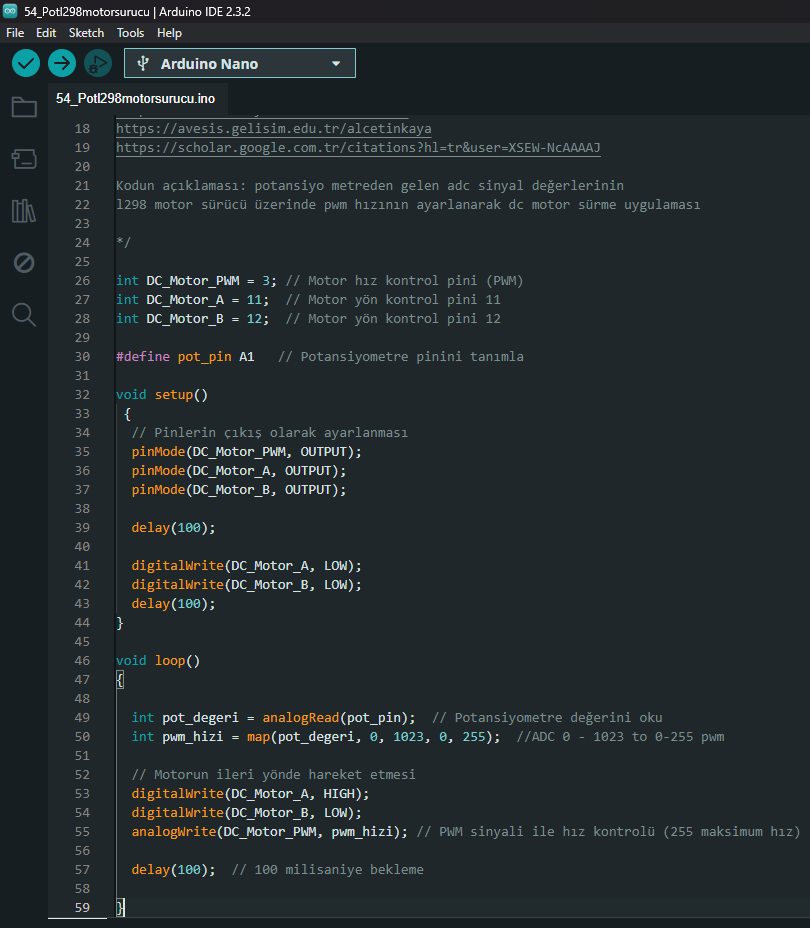 54_Potl298motorsurucu | Arduino IDE 2.3.2
File Edit Sketch Tools Help
Arduino Nano
54_Potl298motorsurucu.ino
18 https://avesis.gelisim.edu.tr/alcetinkaya
19 https://scholar.google.com.tr/citations?hl=tr&user=XSEW-NcAAAAJ
20
21 Kodun açıklaması: potansiyo metreden gelen adc sinyal değerlerinin
22 l298 motor sürücü üzerinde pwm hızının ayarlanarak dc motor sürme uygulaması
23
24 */
25
26 int DC_Motor_PWM = 3; // Motor hız kontrol pini (PWM)
27 int DC_Motor_A = 11;  // Motor yön kontrol pini 11
28 int DC_Motor_B = 12;  // Motor yön kontrol pini 12
29
30 #define pot_pin A1   // Potansiyometre pinini tanımla
31
32 void setup()
33  {
34   // Pinlerin çıkış olarak ayarlanması
35   pinMode(DC_Motor_PWM, OUTPUT);
36   pinMode(DC_Motor_A, OUTPUT);
37   pinMode(DC_Motor_B, OUTPUT);
38
39   delay(100);
40
41   digitalWrite(DC_Motor_A, LOW);
42   digitalWrite(DC_Motor_B, LOW);
43   delay(100);
44 }
45
46 void loop()
47 {
48
49   int pot_degeri = analogRead(pot_pin);  // Potansiyometre değerini oku
50   int pwm_hizi = map(pot_degeri, 0, 1023, 0, 255);  //ADC 0 - 1023 to 0-255 pwm
51
52   // Motorun ileri yönde hareket etmesi
53   digitalWrite(DC_Motor_A, HIGH);
54   digitalWrite(DC_Motor_B, LOW);
55   analogWrite(DC_Motor_PWM, pwm_hizi); // PWM sinyali ile hız kontrolü (255 maksimum hız)
56
57   delay(100);  // 100 milisaniye bekleme
58
59 }